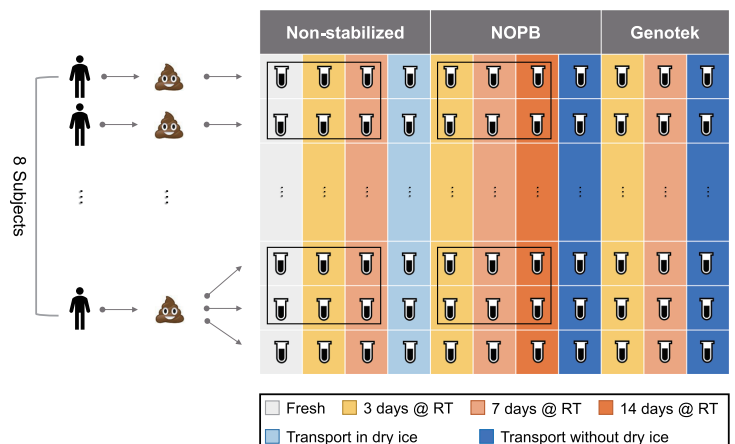 Non-stabilized NOPB Genotek
8 Subjects
Fresh 3 days @ RT 7 days @ RT 14 days @ RT
Transport in dry ice Transport without dry ice